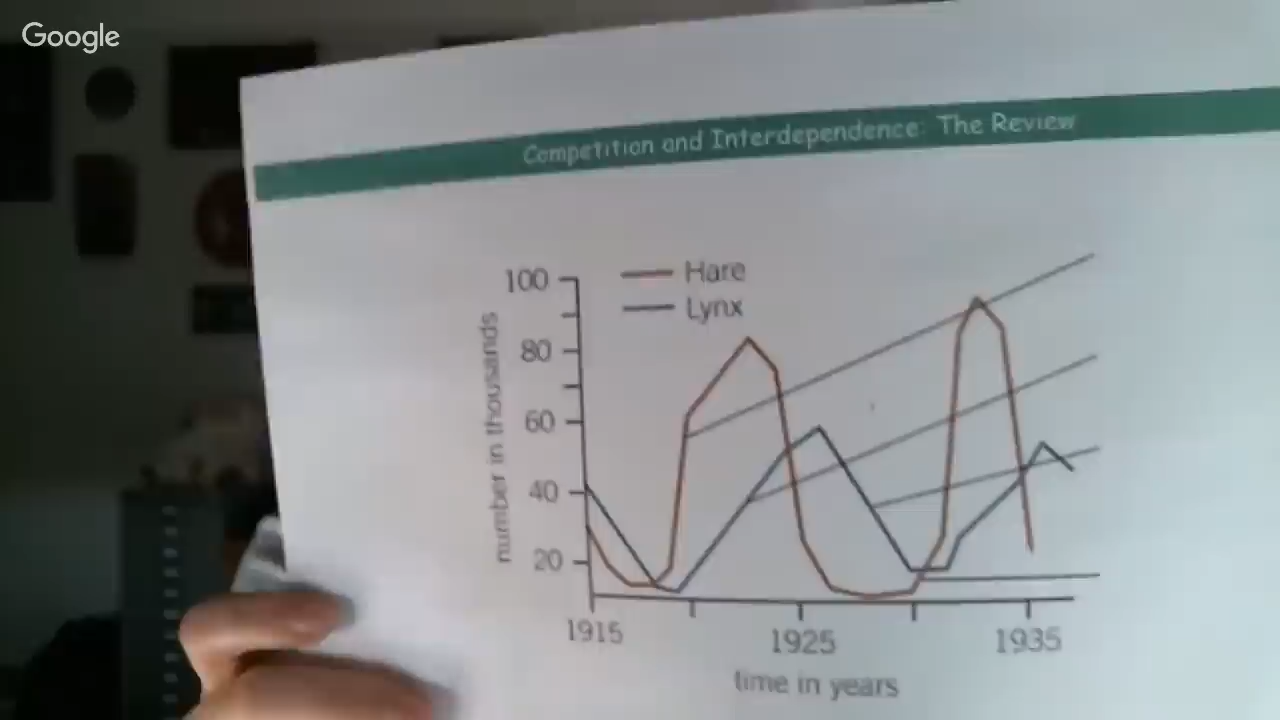 Google
Competition and Interdependence: The Review
Hare
Lynx
number in thousands
100
80
60
40
20
1915
1925
1935
time in years